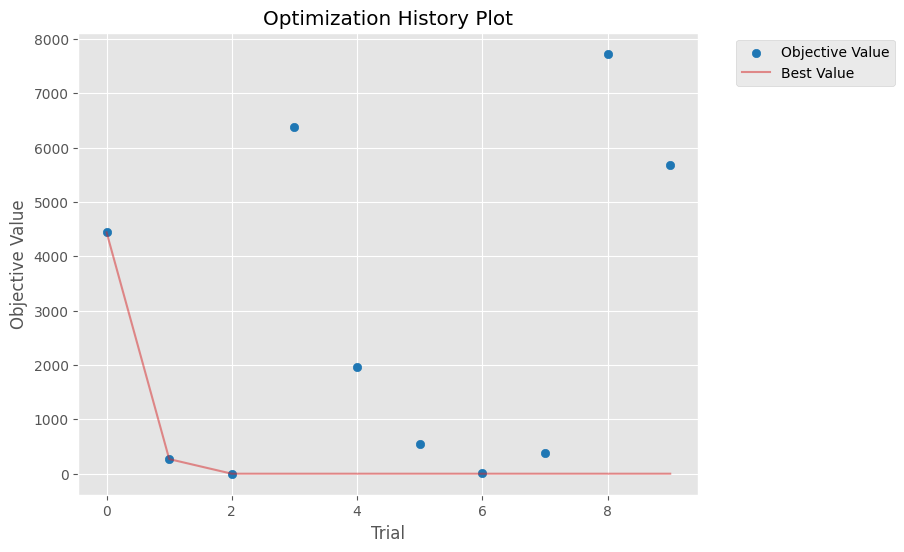 Optimization History Plot
8000
7000
6000
5000
4000
3000
2000
1000
0
Objective Value
0
2
4
6
8
Trial
Objective Value
Best Value